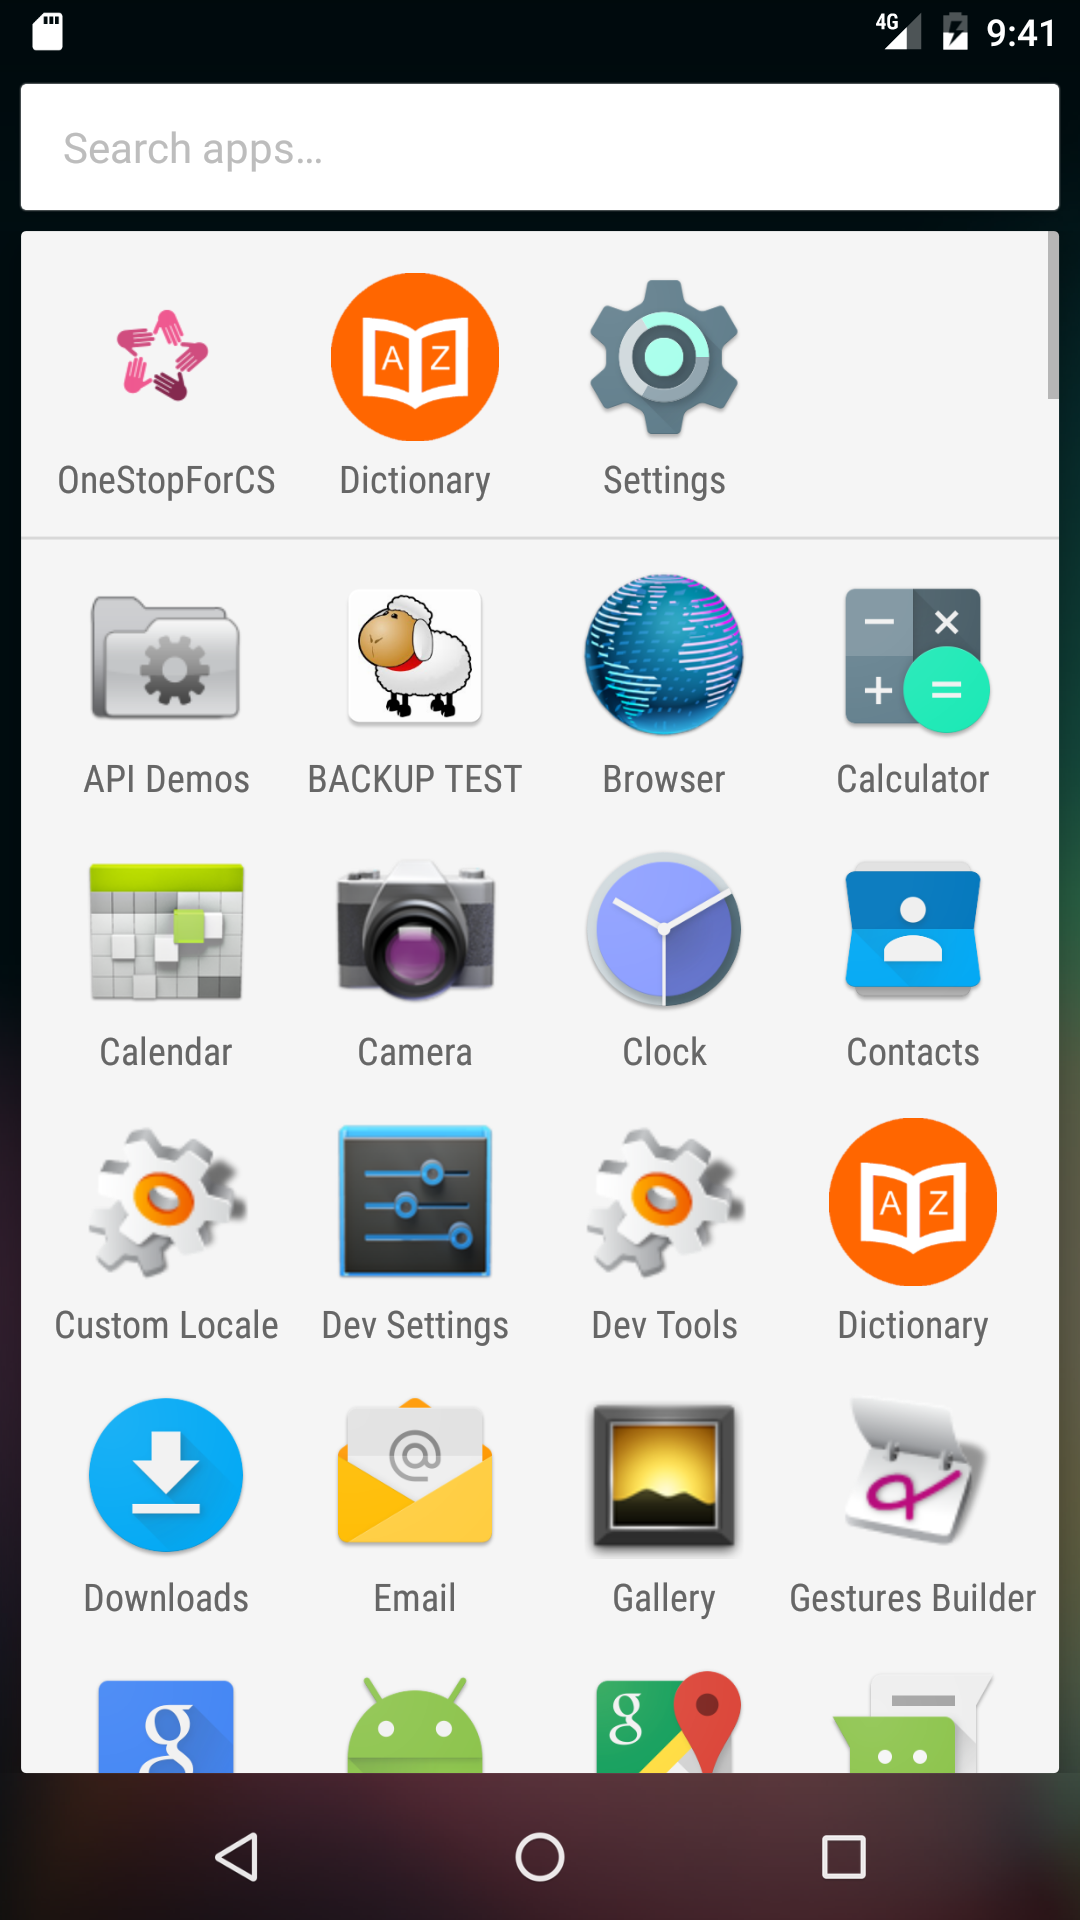 4G 9:41
Search apps...
A Z
OneStopForCS Dictionary Settings
API Demos BACKUP TEST Browser Calculator
Calendar Camera Clock Contacts
A Z
Custom Locale Dev Settings Dev Tools Dictionary
@
Downloads Email Gallery Gestures Builder
g g